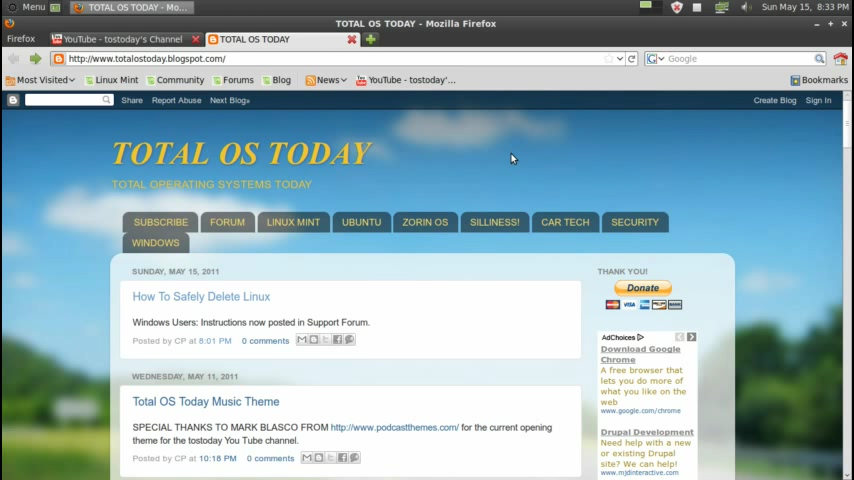 Menu TOTAL OS TODAY - Mo... Sun May 15, 8:33 PM
TOTAL OS TODAY - Mozilla Firefox
Firefox YouTube - tostoday's Channel TOTAL OS TODAY
http://www.totalostoday.blogspot.com/ Google
Most Visited Linux Mint Community Forums Blog News YouTube - tostoday'... Bookmarks
Share Report Abuse Next Blog» Create Blog Sign In
TOTAL OS TODAY
TOTAL OPERATING SYSTEMS TODAY
SUBSCRIBE FORUM LINUX MINT UBUNTU ZORIN OS SILLINESS! CAR TECH SECURITY
WINDOWS
SUNDAY, MAY 15, 2011
How To Safely Delete Linux
Windows Users: Instructions now posted in Support Forum.
Posted by CP at 8:01 PM 0 comments
WEDNESDAY, MAY 11, 2011
Total OS Today Music Theme
SPECIAL THANKS TO MARK BLASCO FROM http://www.podcastthemes.com/ for the current opening
theme for the tostoday You Tube channel.
Posted by CP at 10:18 PM 0 comments
THANK YOU!
Donate
VISA
AdChoices
Download Google
Chrome
A free browser that
lets you do more of
what you like on the
web
www.google.com/chrome
Drupal Development
Need help with a new
or existing Drupal
site? We can help!
www.mjdinteractive.com